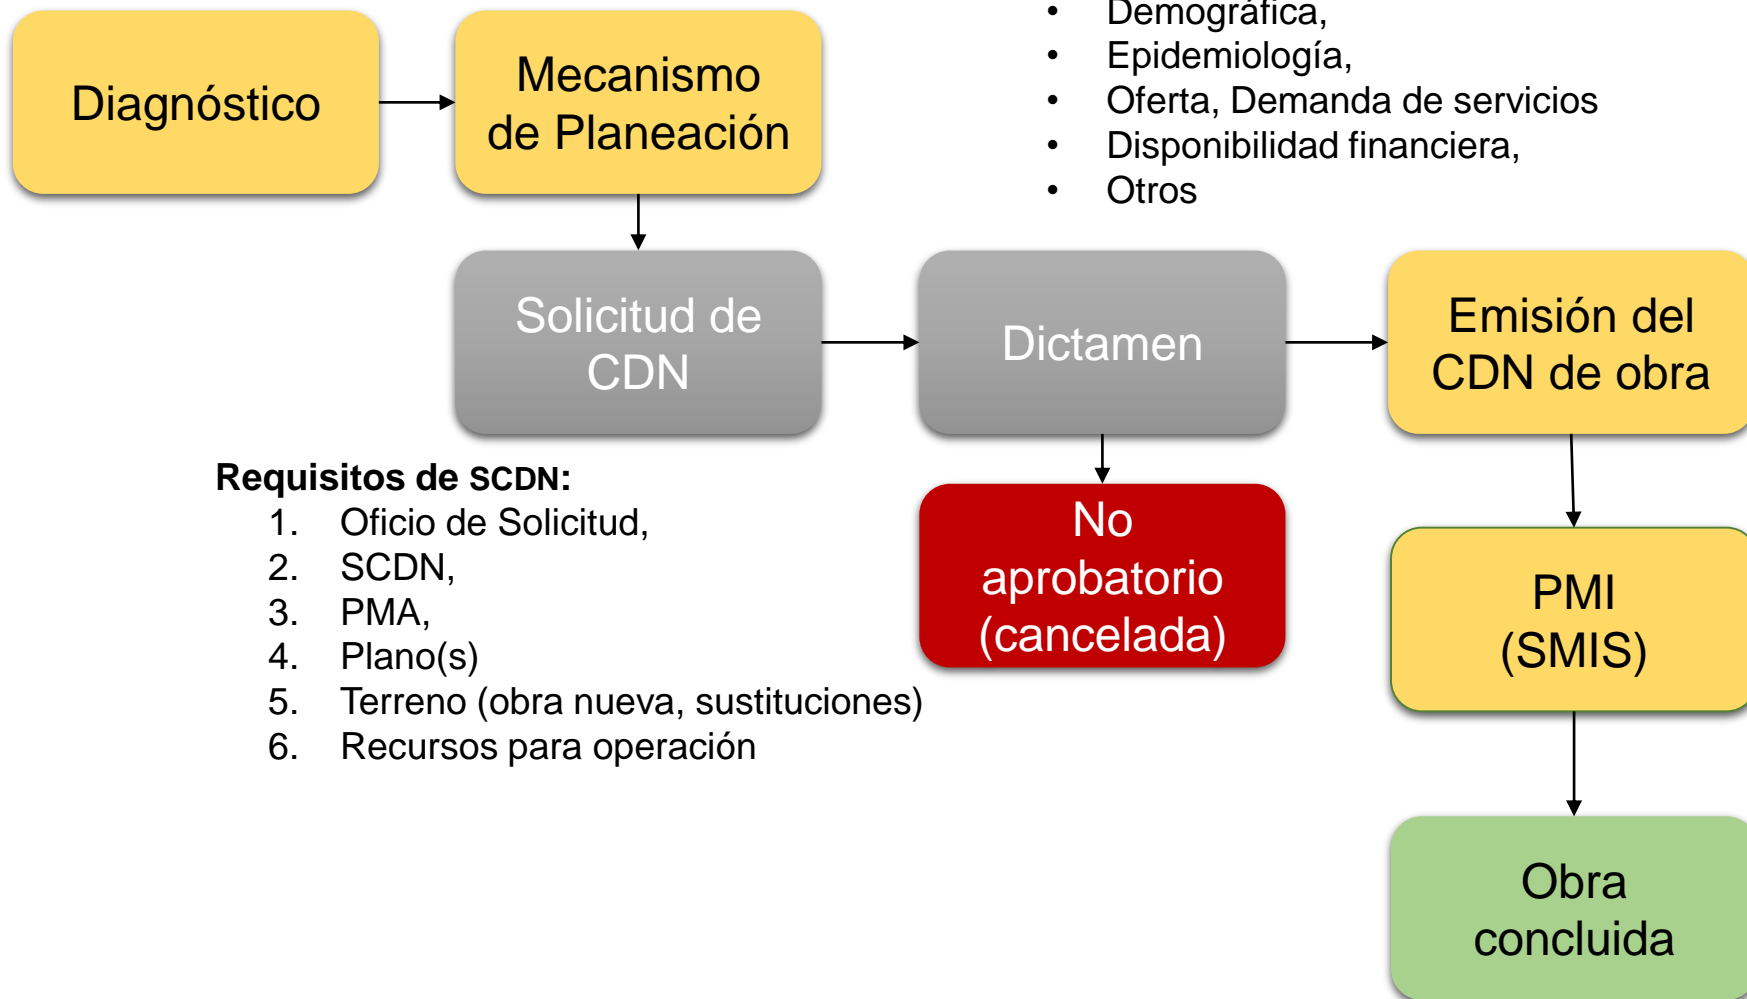 Diagnóstico
Mecanismo
de Planeación
• Demográfica,
• Epidemiología,
• Oferta, Demanda de servicios
• Disponibilidad financiera,
• Otros
Solicitud de
CDN
Dictamen
Emisión del
CDN de obra
Requisitos de SCDN:
1. Oficio de Solicitud,
2. SCDN,
3. PMA,
4. Plano(s)
5. Terreno (obra nueva, sustituciones)
6. Recursos para operación
No
aprobatorio
(cancelada)
PMI
(SMIS)
Obra
concluida